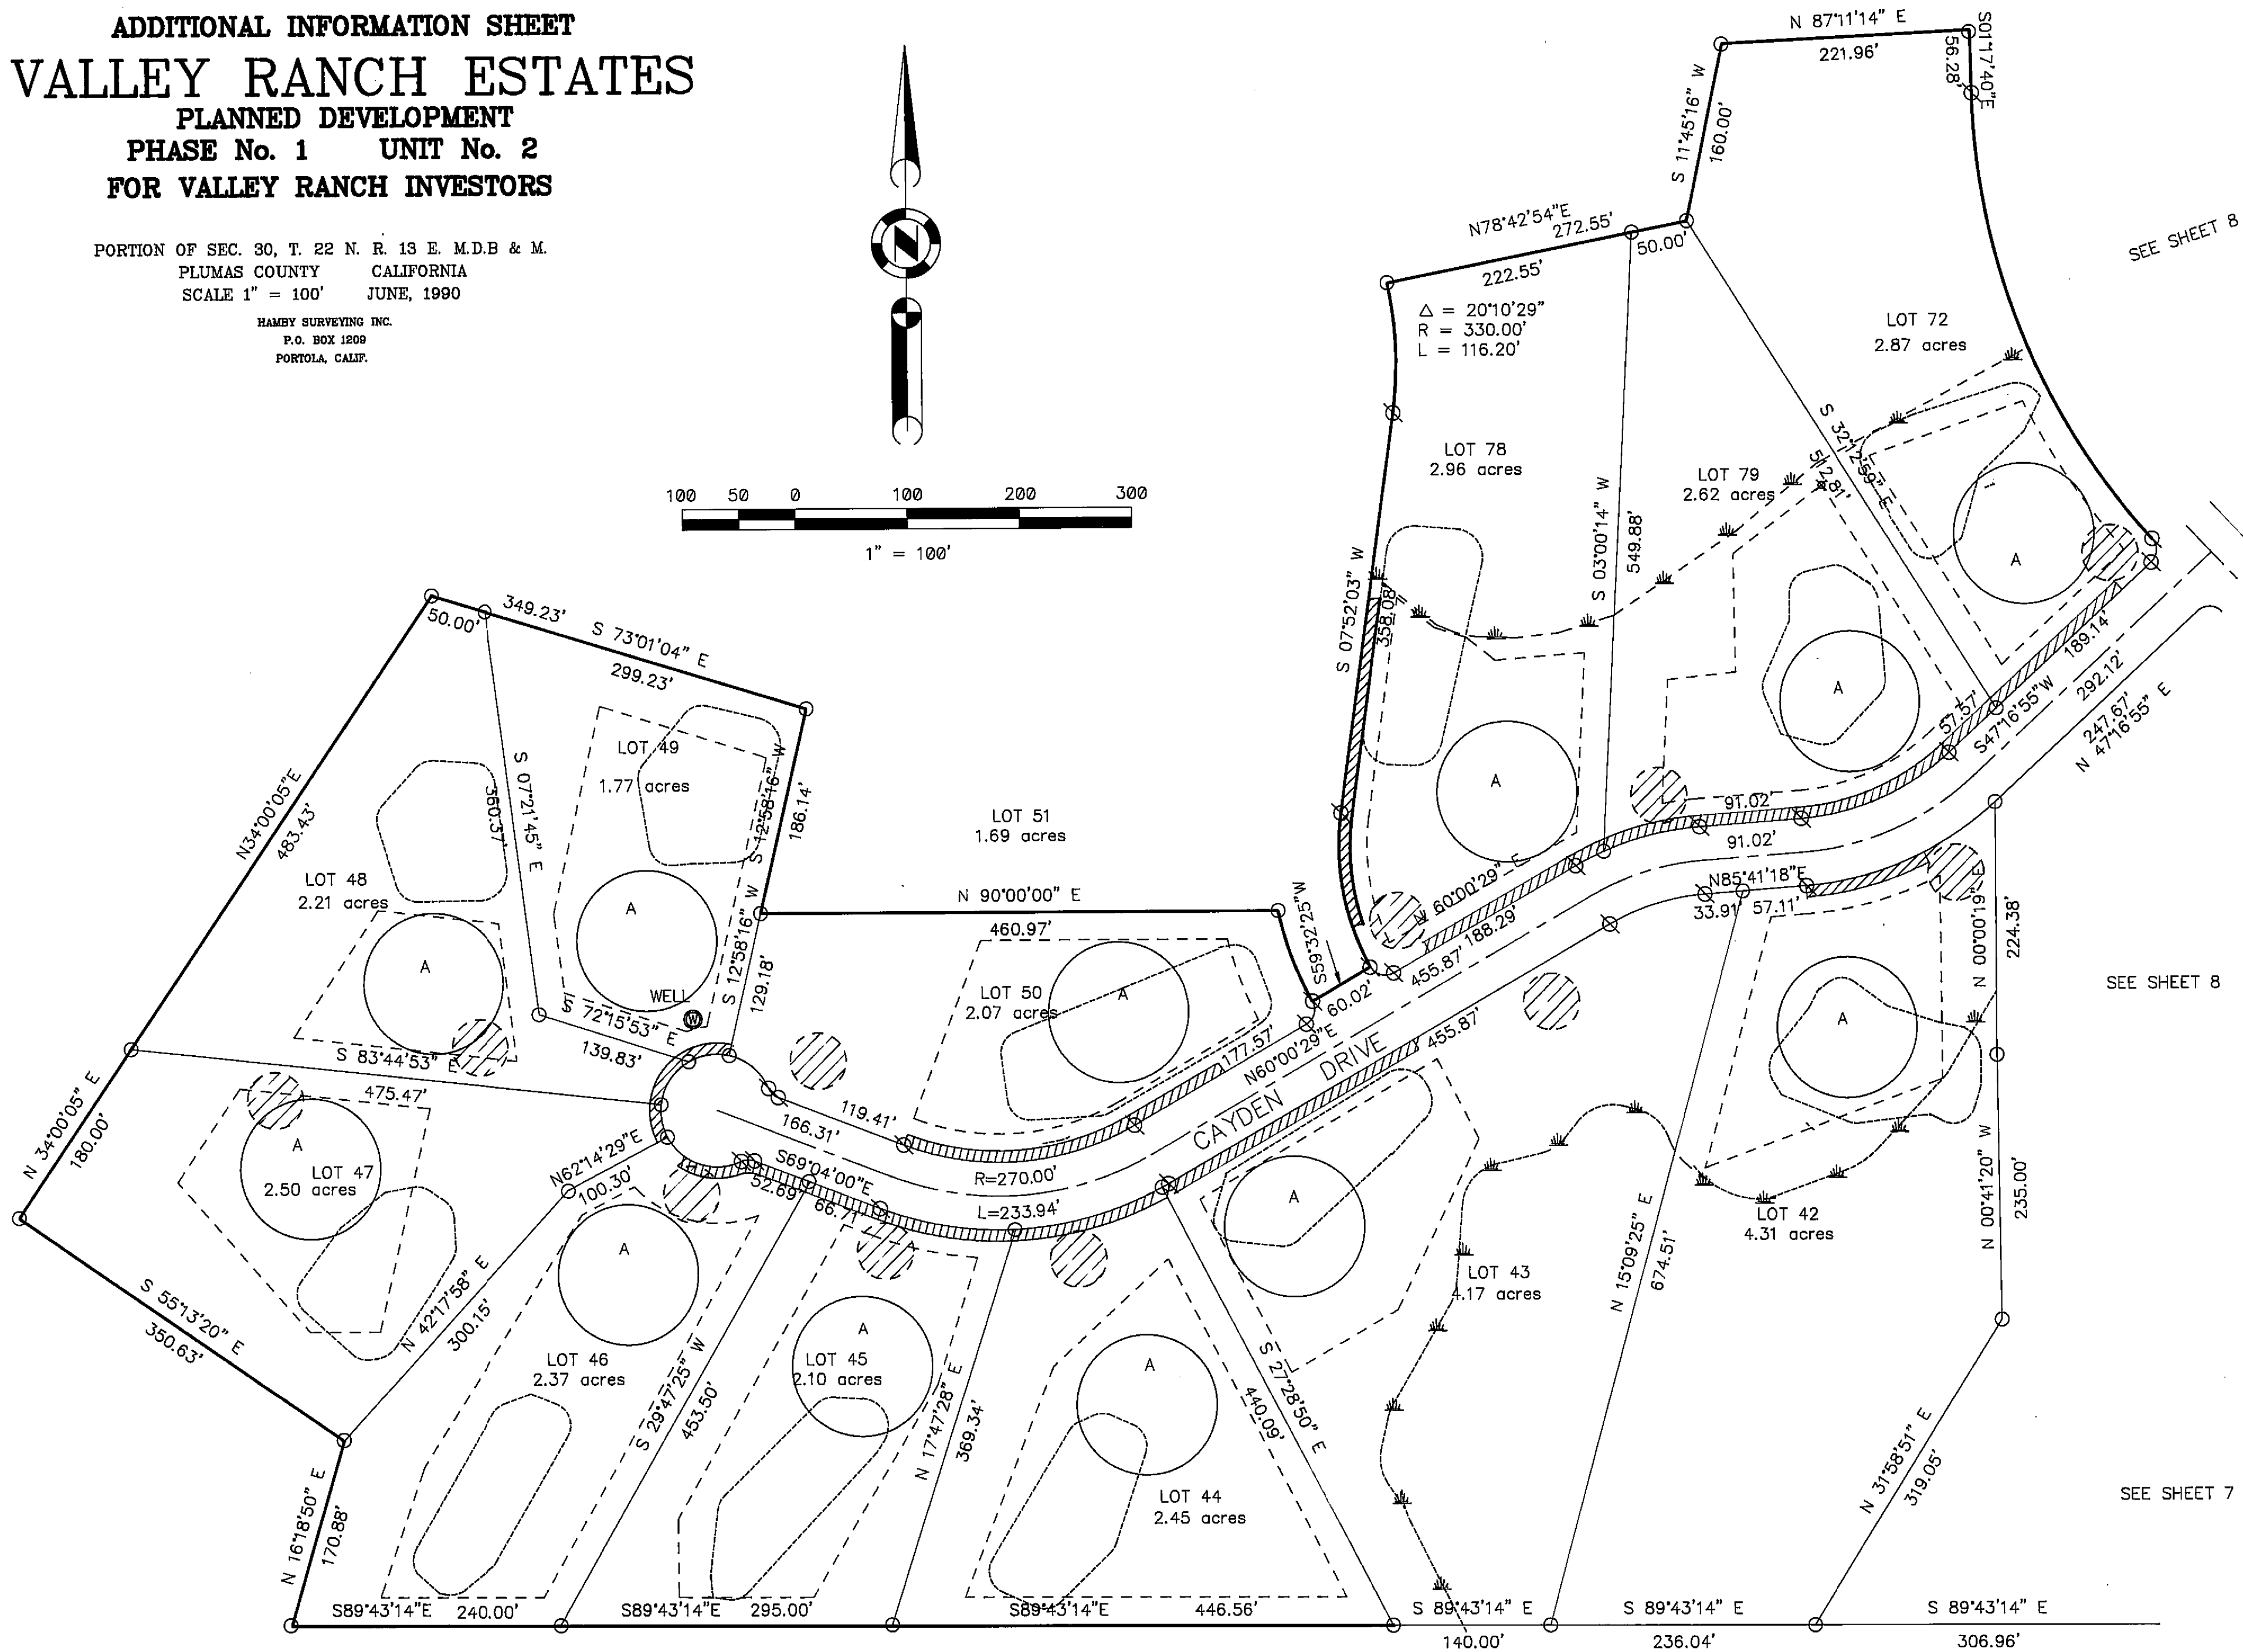 ADDITIONAL INFORMATION SHEET
VALLEY RANCH ESTATES
PLANNED DEVELOPMENT
PHASE No. 1 UNIT No. 2
FOR VALLEY RANCH INVESTORS
PORTION OF SEC. 30, T. 22 N. R. 13 E. M.D.B & M.
PLUMAS COUNTY CALIFORNIA
SCALE 1" = 100' JUNE, 1990
HAMBY SURVEYING INC.
P.O. BOX 1209
PORTOLA, CALIF.
N
100 50 0 100 200 300
1" = 100'
N 87°11'14" E
221.96'
S01°17'40"E
56.28'
S 11°45'16" W
160.00'
N78°42'54"E
272.55'
50.00'
222.55'
Δ = 20°10'29"
R = 330.00'
L = 116.20'
SEE SHEET 8
LOT 72
2.87 acres
LOT 78
2.96 acres
LOT 79
2.62 acres
S 32°12'59" E
512.81'
S 03°00'14" W
549.88'
S 07°52'03" W
358.08'
A
A
A
189.14'
292.12'
57.57'
S47°16'55"W
247.67'
N 47°16'55" E
91.02'
91.02'
N 60°00'29" E
188.29'
455.87'
N85°41'18"E
33.91'
57.11'
349.23'
50.00'
S 73°01'04" E
299.23'
N34°00'05"E
483.43'
S 07°21'45" E
360.37'
LOT 49
1.77 acres
S 12°58'16" W
186.14'
LOT 51
1.69 acres
LOT 48
2.21 acres
A
A
N 90°00'00" E
460.97'
S59°32'25"W
60.02'
S 12°58'16" W
129.18'
WELL
W
S 72°15'53" E
139.83'
LOT 50
2.07 acres
A
177.57'
N60°00'29"E
CAYDEN DRIVE
455.87'
S 83°44'53" E
475.47'
119.41'
166.31'
N 34°00'05" E
180.00'
A
LOT 47
2.50 acres
N62°14'29"E
100.30'
S69°04'00"E
52.69'
66.71'
R=270.00'
L=233.94'
N 00°00'19" E
224.38'
SEE SHEET 8
A
LOT 42
4.31 acres
N 00°41'20" W
235.00'
S 55°13'20" E
350.63'
N 42°17'58" E
300.15'
A
LOT 46
2.37 acres
S 29°47'25" W
453.50'
A
LOT 45
2.10 acres
N 17°47'28" E
369.34'
A
LOT 44
2.45 acres
S 27°28'50" E
440.09'
A
LOT 43
4.17 acres
N 15°09'25" E
674.51'
N 31°58'51" E
319.05'
SEE SHEET 7
N 16°18'50" E
170.88'
S89°43'14"E 240.00'
S89°43'14"E 295.00'
S89°43'14"E 446.56'
S 89°43'14" E
140.00'
S 89°43'14" E
236.04'
S 89°43'14" E
306.96'